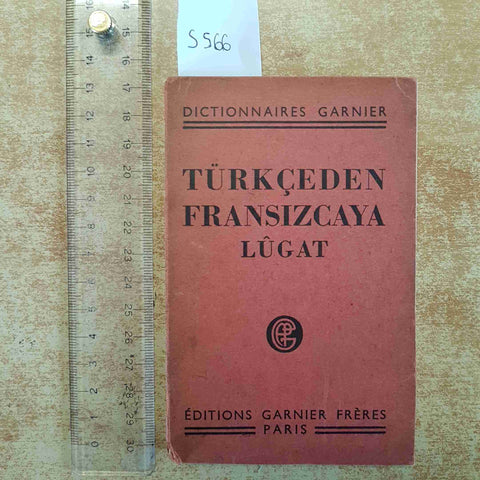 S566
DICTIONNAIRES GARNIER
TÜRKÇEDEN
FRANSIZCAYA
LÛGAT
ÉDITIONS GARNIER FRÈRES
PARIS